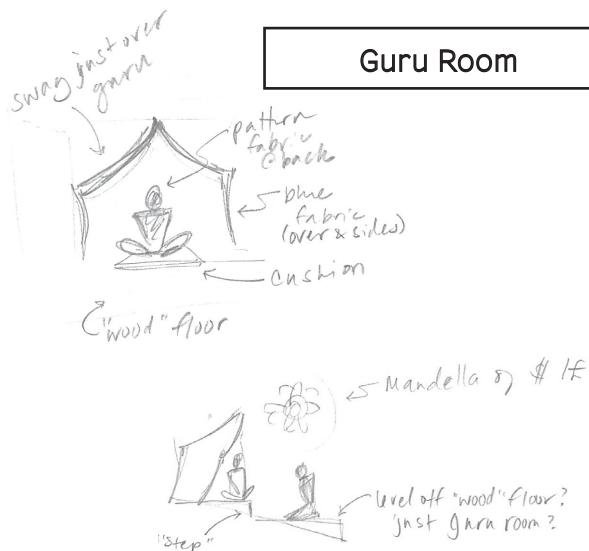 Guru Room
swag just over
guru
pattern
fabric
@ back
blue
fabric
(over & sides)
cushion
"wood" floor
Mandella of $ / £
level off "wood" floor?
just guru room?
"step"